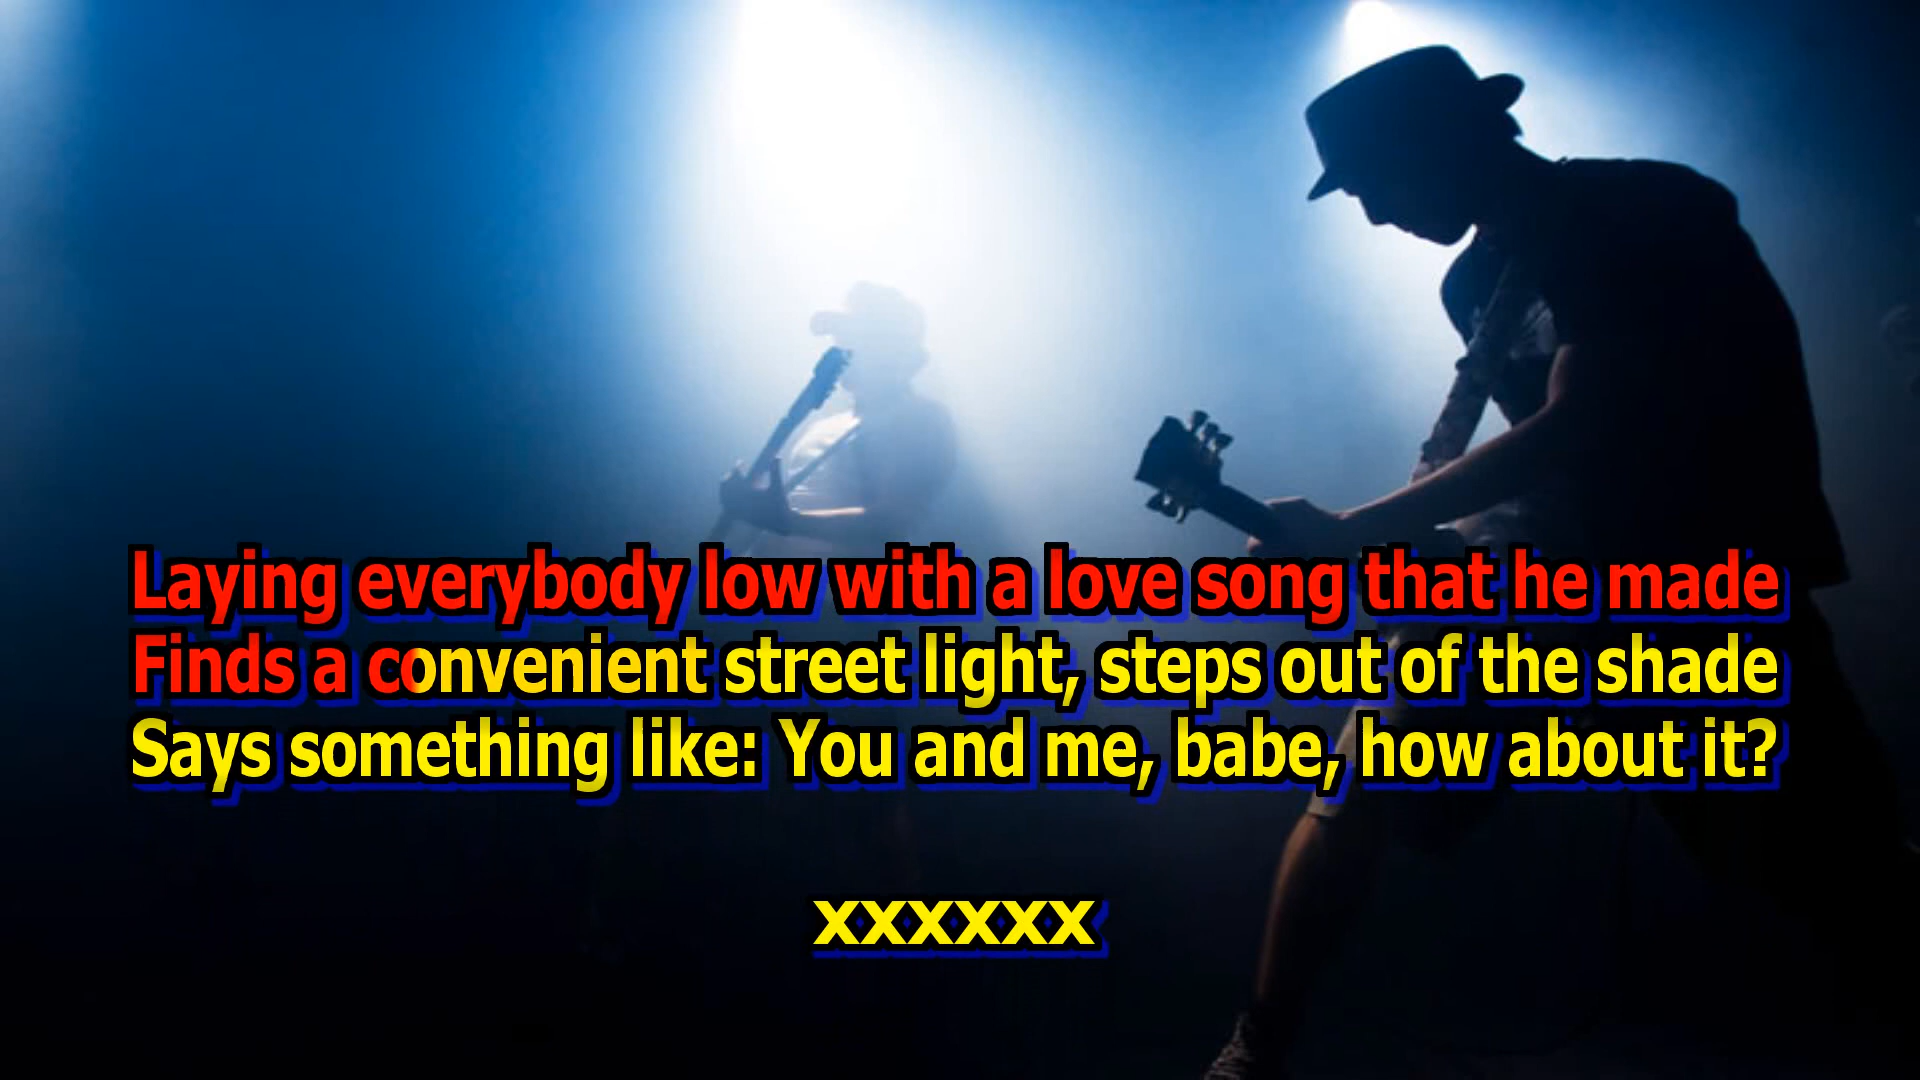 Laying everybody low with a love song that he made
Finds a convenient street light, steps out of the shade
Says something like: You and me, babe, how about it?
xxxxxx